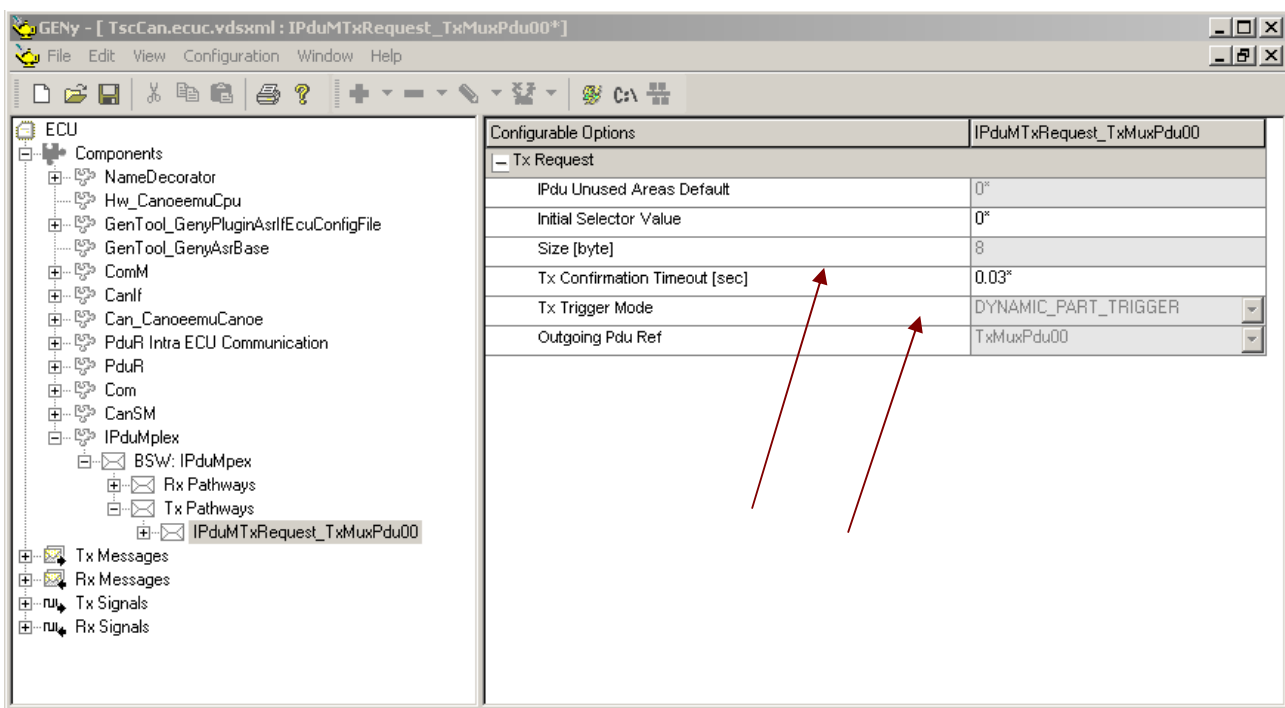 GENy - [ TscCan.ecuc.vdsxml : IPduMTxRequest_TxMuxPdu00*]
File Edit View Configuration Window Help
C:\
ECU
Components
NameDecorator
Hw_CanoeemuCpu
GenTool_GenyPluginAsrIfEcuConfigFile
GenTool_GenyAsrBase
ComM
CanIf
Can_CanoeemuCanoe
PduR Intra ECU Communication
PduR
Com
CanSM
IPduMplex
BSW: IPduMpex
Rx Pathways
Tx Pathways
IPduMTxRequest_TxMuxPdu00
Tx Messages
Rx Messages
Tx Signals
Rx Signals
Configurable Options IPduMTxRequest_TxMuxPdu00
Tx Request
IPdu Unused Areas Default 0*
Initial Selector Value 0*
Size [byte] 8
Tx Confirmation Timeout [sec] 0.03*
Tx Trigger Mode DYNAMIC_PART_TRIGGER
Outgoing Pdu Ref TxMuxPdu00